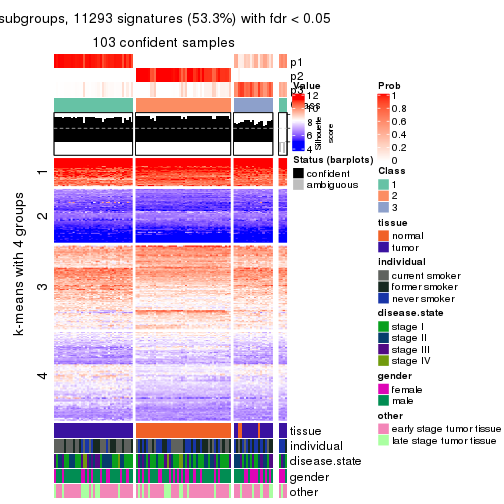 subgroups, 11293 signatures (53.3%) with fdr < 0.05
103 confident samples
p1
p2
p3
Value
12
10
8
6
4
Silhouette score
Status (barplots)
confident
ambiguous
Prob
1
0.8
0.6
0.4
0.2
0
Class
1
2
3
tissue
normal
tumor
individual
current smoker
former smoker
never smoker
disease.state
stage I
stage II
stage III
stage IV
gender
female
male
other
early stage tumor tissue
late stage tumor tissue
k-means with 4 groups
1
2
3
4
tissue
individual
disease.state
gender
other